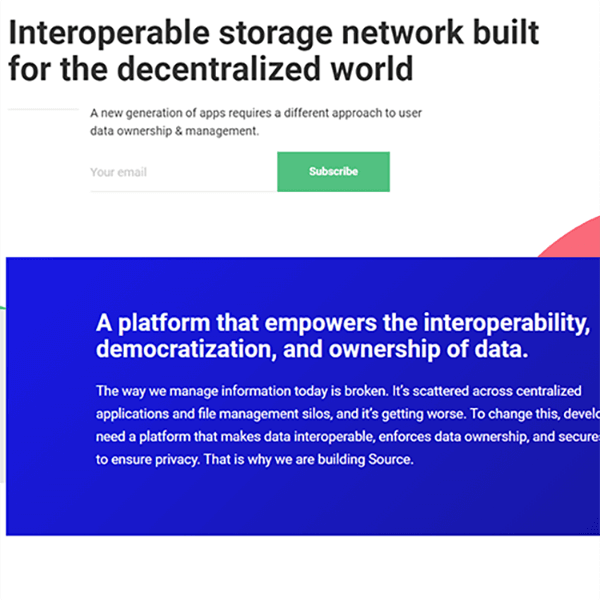 Interoperable storage network built
for the decentralized world
A new generation of apps requires a different approach to user
data ownership & management.
Your email
Subscribe
A platform that empowers the interoperability,
democratization, and ownership of data.
The way we manage information today is broken. It's scattered across centralized
applications and file management silos, and it's getting worse. To change this,
need a platform that makes data interoperable, enforces data ownership, and
to ensure privacy. That is why we are building Source.